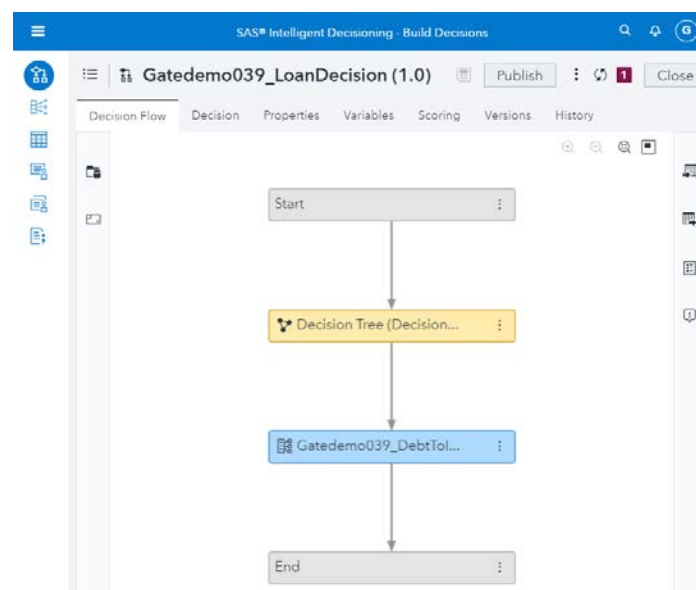 SAS® Intelligent Decisioning - Build Decisions
G
Gatedemo039_LoanDecision (1.0)
Publish
1
Close
Decision Flow
Decision
Properties
Variables
Scoring
Versions
History
Start
Decision Tree (Decision...
Gatedemo039_DebtToI...
End